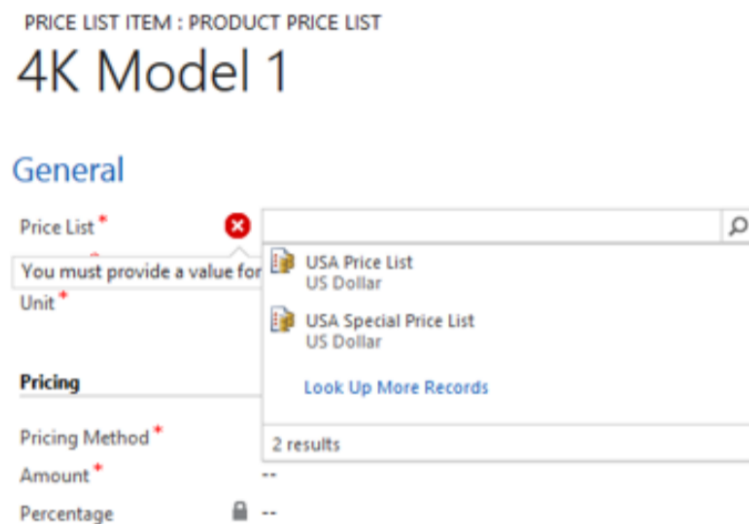 PRICE LIST ITEM : PRODUCT PRICE LIST
4K Model 1
General
Price List *
You must provide a value for
USA Price List
US Dollar
Unit *
USA Special Price List
US Dollar
Pricing
Look Up More Records
Pricing Method *
2 results
Amount * --
Percentage --